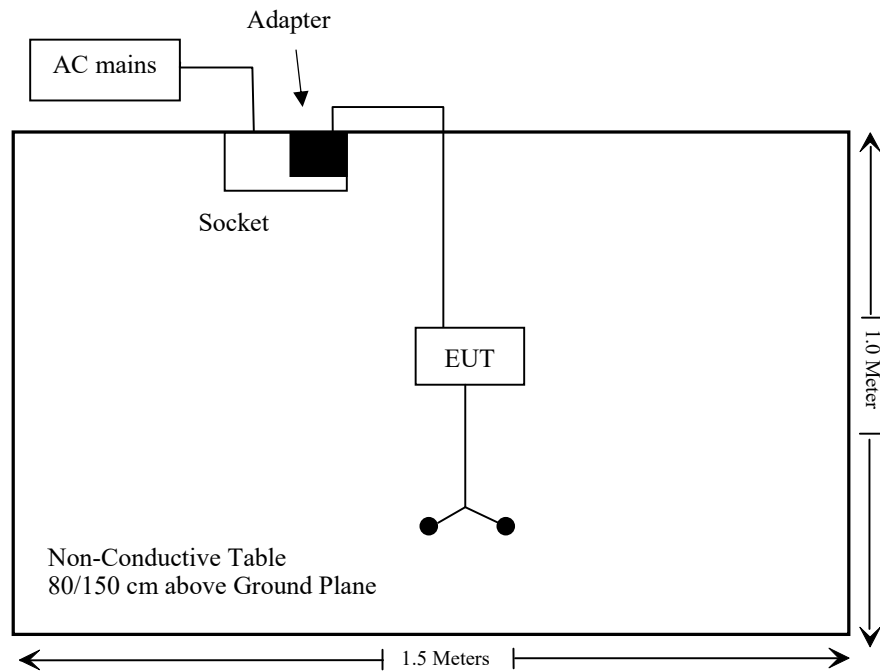 Adapter
AC mains
Socket
EUT
1.0 Meter
Non-Conductive Table
80/150 cm above Ground Plane
1.5 Meters